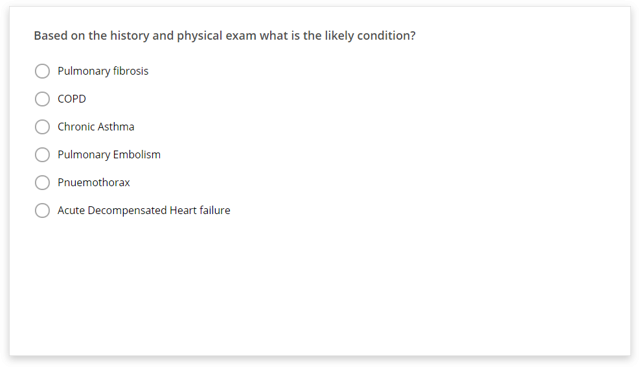 Based on the history and physical exam what is the likely condition?
Pulmonary fibrosis
COPD
Chronic Asthma
Pulmonary Embolism
Pnuemothorax
Acute Decompensated Heart failure